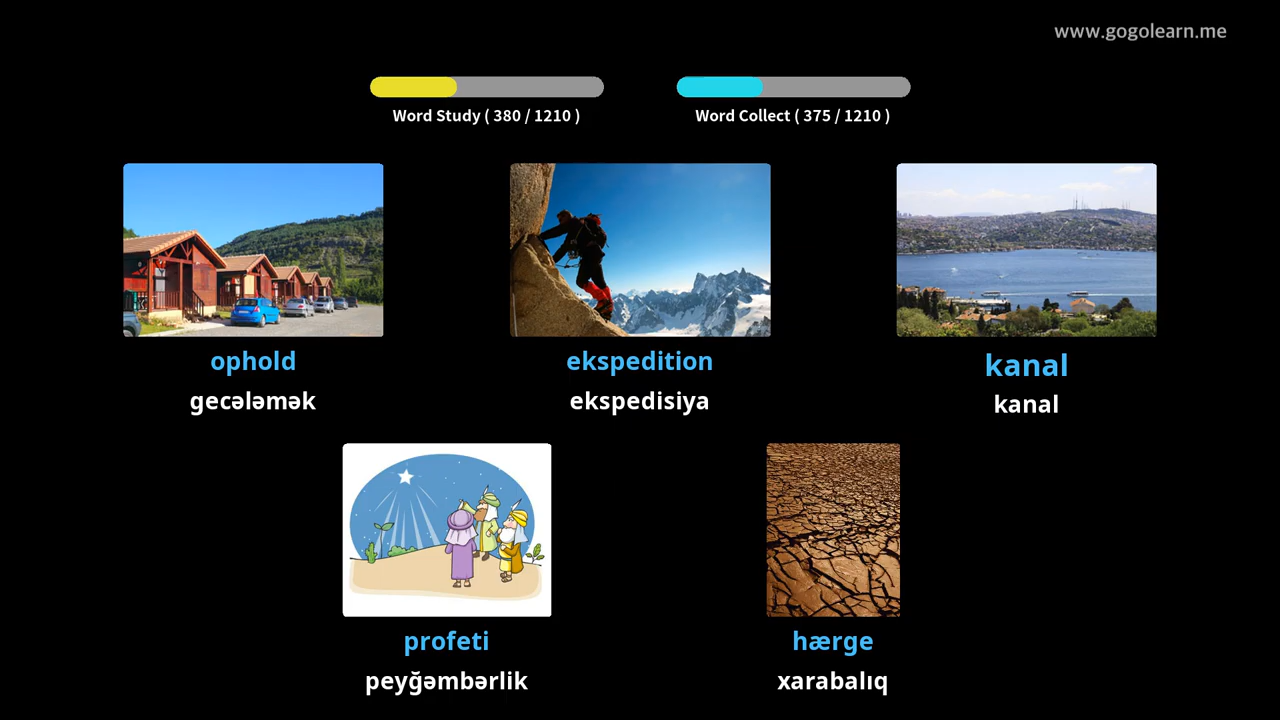 www.gogolearn.me
Word Study ( 380 / 1210 )
Word Collect ( 375 / 1210 )
ophold
gecələmək
ekspedition
ekspedisiya
kanal
kanal
profeti
peyğəmbərlik
hærge
xarabalıq